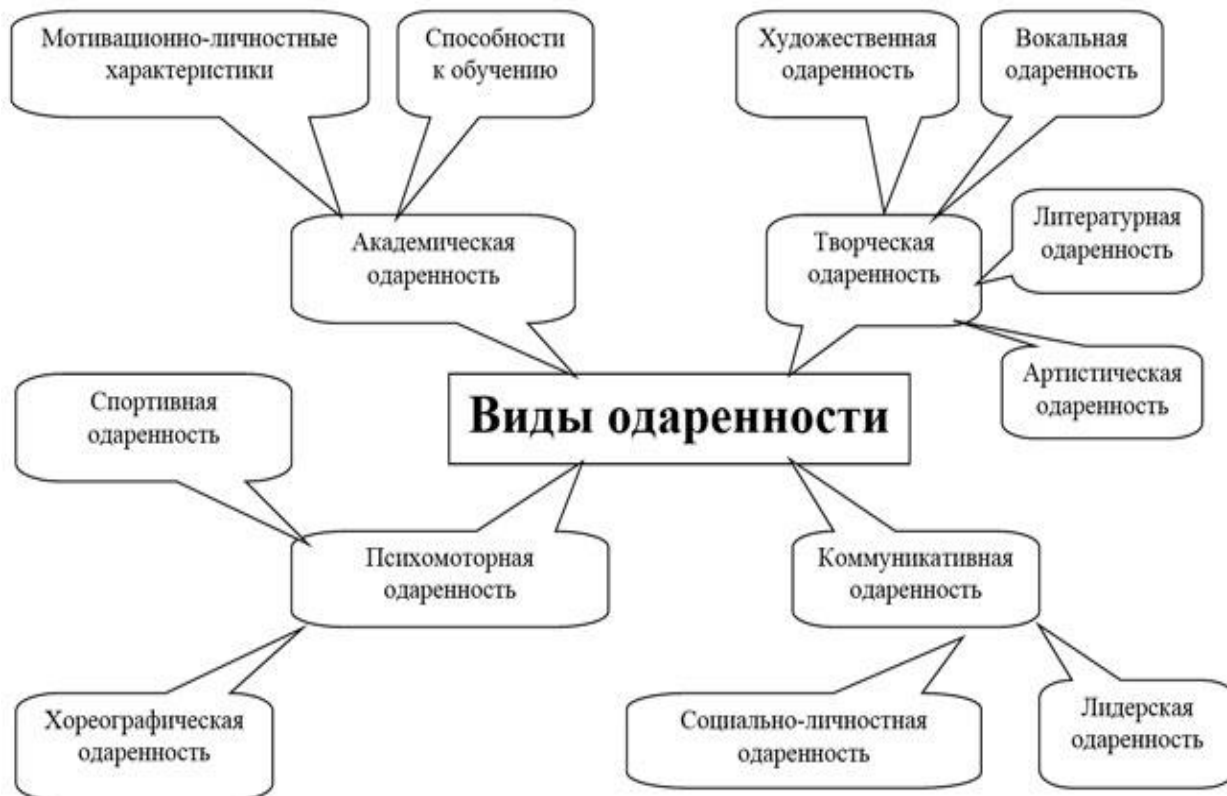 Мотивационно-личностные
характеристики
Способности
к обучению
Художественная
одаренность
Вокальная
одаренность
Академическая
одаренность
Творческая
одаренность
Литературная
одаренность
Артистическая
одаренность
Виды одаренности
Спортивная
одаренность
Психомоторная
одаренность
Коммуникативная
одаренность
Хореографическая
одаренность
Социально-личностная
одаренность
Лидерская
одаренность